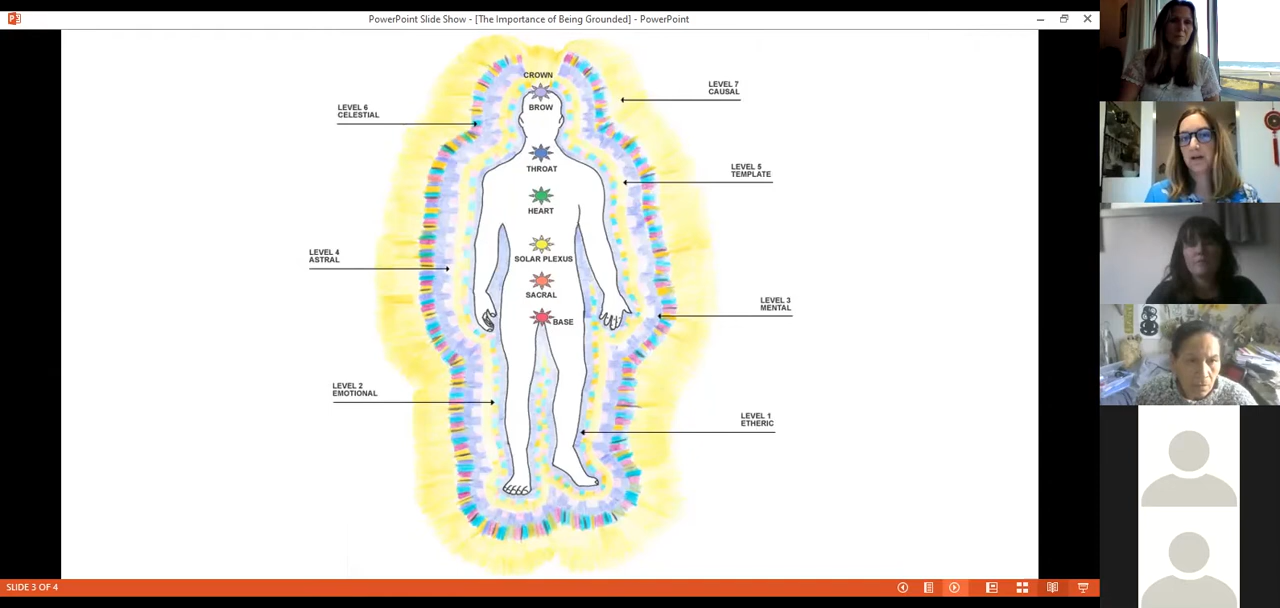 PowerPoint Slide Show - [The Importance of Being Grounded] - PowerPoint
CROWN
BROW
LEVEL 7
CAUSAL
LEVEL 6
CELESTIAL
THROAT
LEVEL 5
TEMPLATE
HEART
LEVEL 4
ASTRAL
SOLAR PLEXUS
SACRAL
LEVEL 3
MENTAL
BASE
LEVEL 2
EMOTIONAL
LEVEL 1
ETHERIC
SLIDE 3 OF 4